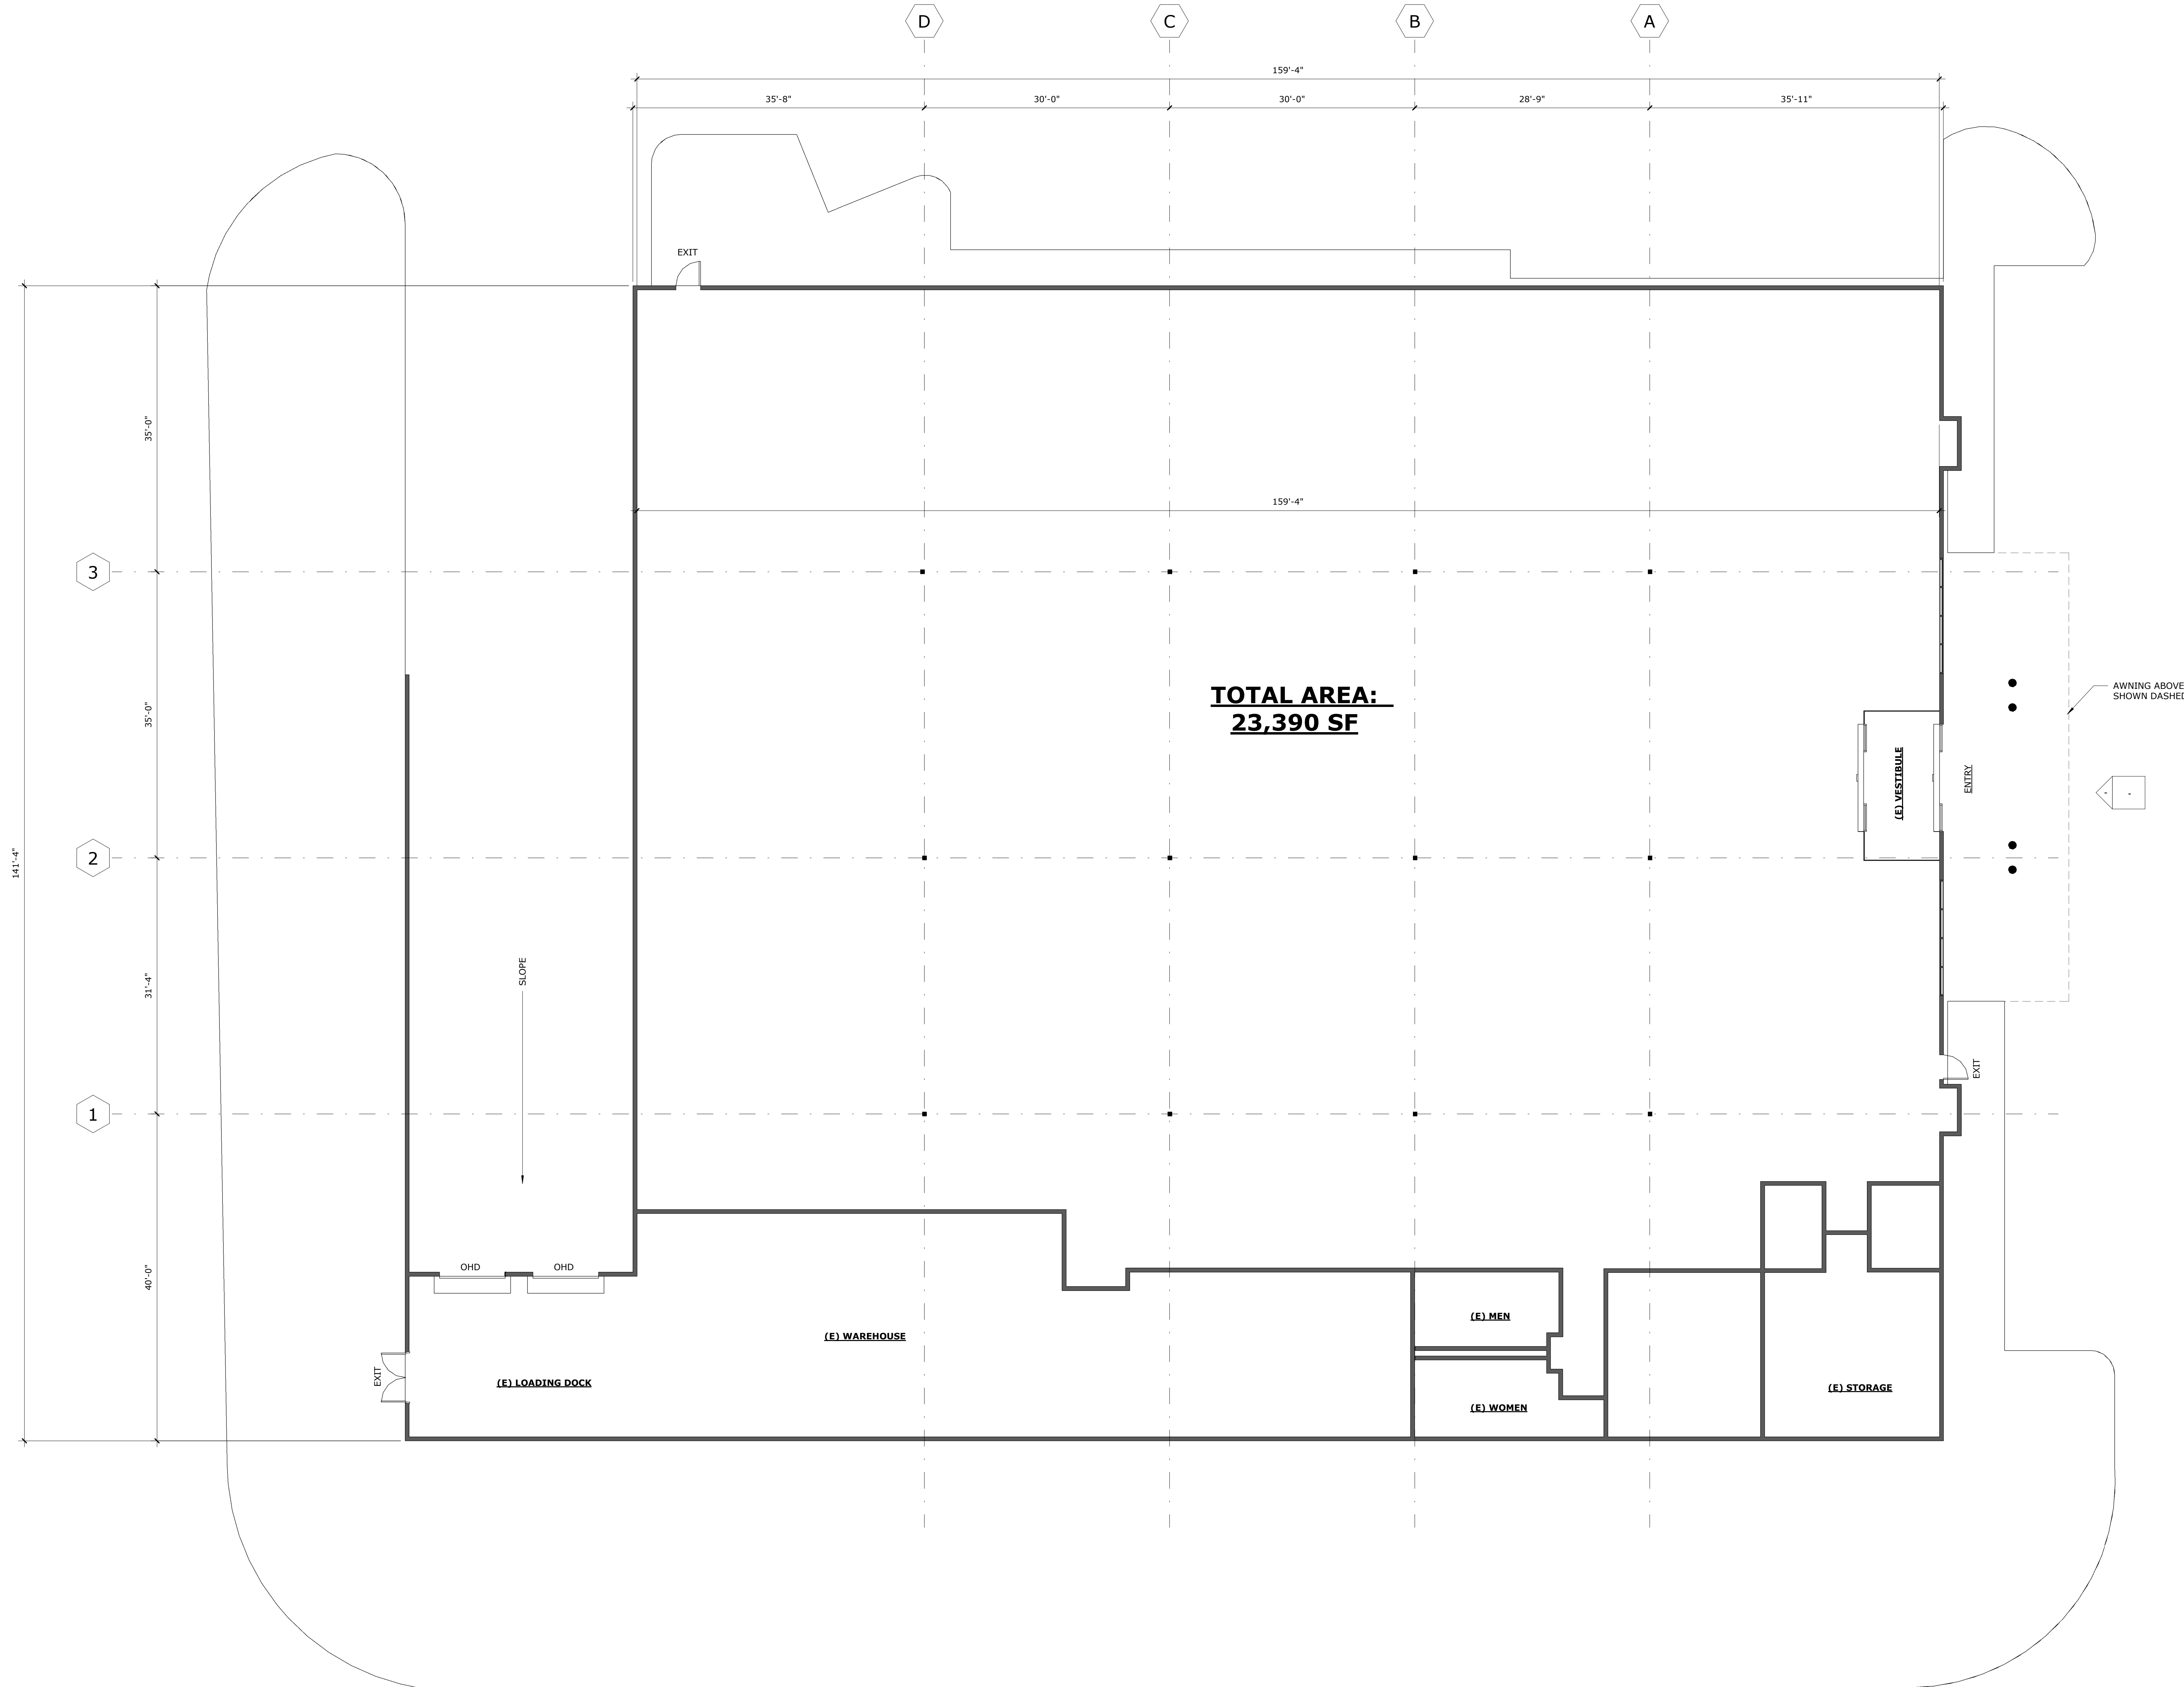 D
C
B
A
159'-4"
35'-8"
30'-0"
30'-0"
28'-9"
35'-11"
EXIT
35'-0"
159'-4"
3
TOTAL AREA:
23,390 SF
AWNING ABOVE
SHOWN DASHED
35'-0"
(E) VESTIBULE
ENTRY
-
-
141'-4"
2
SLOPE
31'-4"
EXIT
1
40'-0"
OHD
OHD
(E) MEN
(E) WAREHOUSE
EXIT
(E) LOADING DOCK
(E) STORAGE
(E) WOMEN